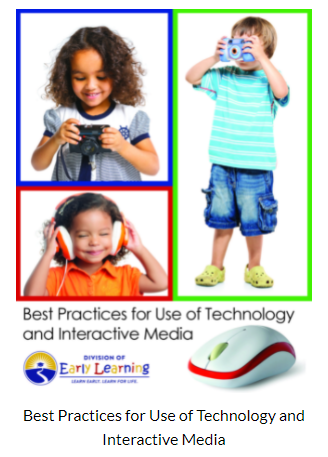 Best Practices for Use of Technology
and Interactive Media
DIVISION OF
Early Learning
LEARN EARLY. LEARN FOR LIFE.
Best Practices for Use of Technology and
Interactive Media